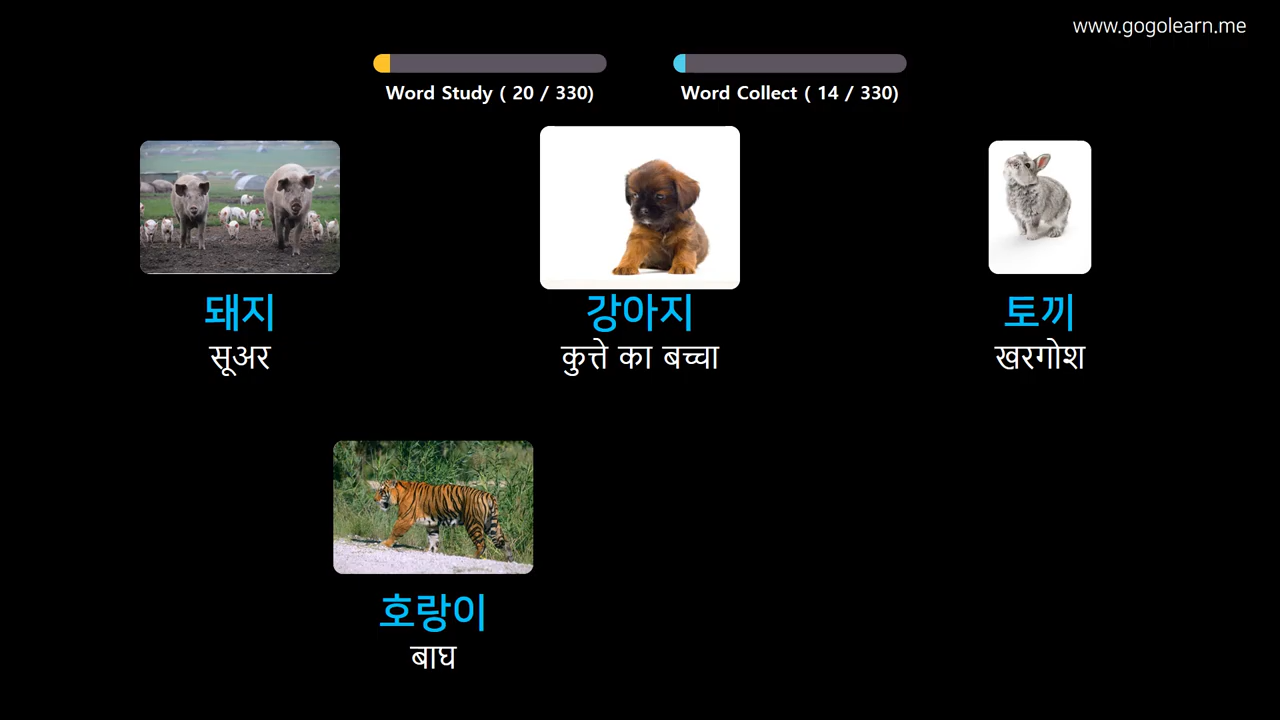 www.gogolearn.me
Word Study ( 20 / 330)
Word Collect ( 14 / 330)
돼지
सूअर
강아지
कुत्ते का बच्चा
토끼
खरगोश
호랑이
बाघ